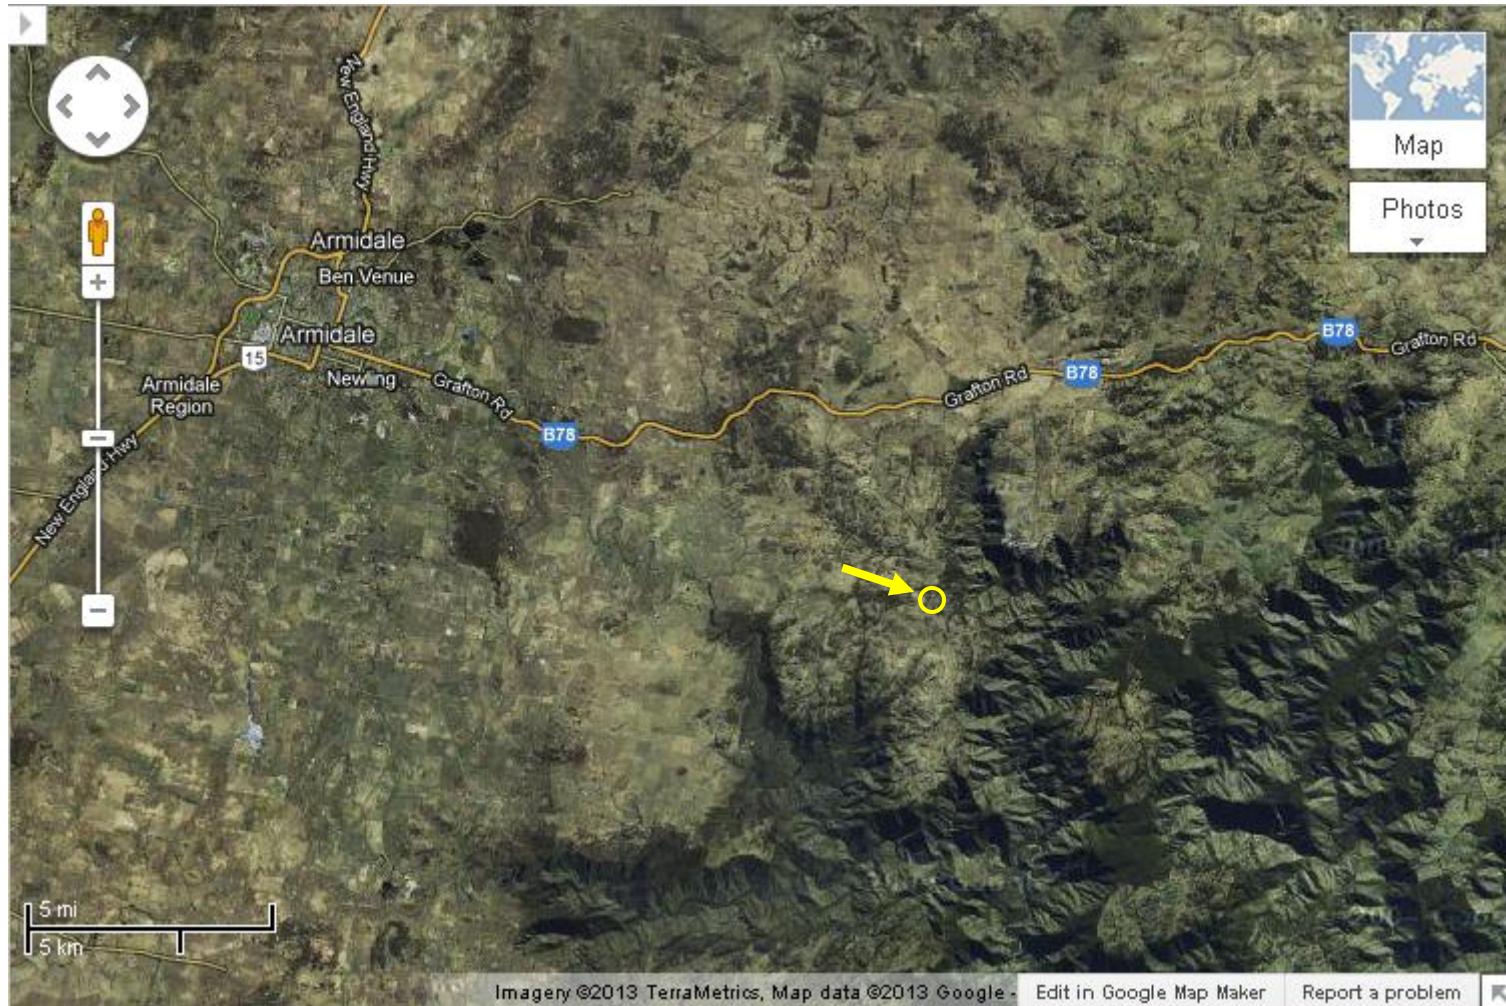 New England Hwy
Map
Photos
Armidale
Ben Venue
Armidale
15
Newling
Armidale
Region
Grafton Rd
B78
Grafton Rd
B78
B78
Grafton Rd
New England Hwy
5 mi
5 km
Imagery ©2013 TerraMetrics, Map data ©2013 Google -
Edit in Google Map Maker
Report a problem